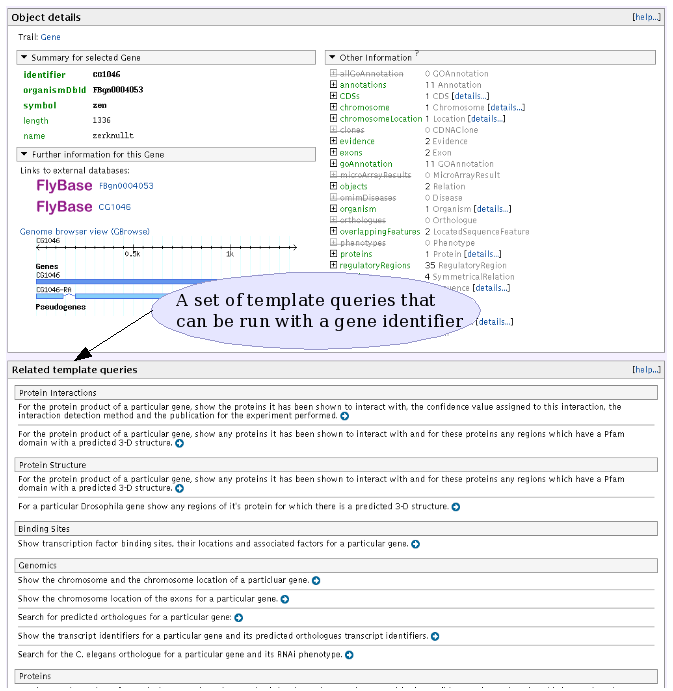 Object details
[help...]
Trail: Gene
Summary for selected Gene
identifier CG1046
organismDbId FBgn0004053
symbol zen
length 1336
name zerknullt
Further information for this Gene
Links to external databases:
FlyBase FBgn0004053
FlyBase CG1046
Genome browser view (GBrowse)
CG1046
0.5k 1k
Genes
CG1046
CG1046-RA
Pseudogenes
Other Information ?
allGoAnnotation 0 GOAnnotation
annotations 11 Annotation
CDSs 1 CDS [details...]
chromosome 1 Chromosome [details...]
chromosomeLocation 1 Location [details...]
clones 0 CDNAClone
evidence 2 Evidence
exons 2 Exon
goAnnotation 11 GOAnnotation
microArrayResults 0 MicroArrayResult
objects 2 Relation
omimDiseases 0 Disease
organism 1 Organism [details...]
orthologues 0 Orthologue
overlappingFeatures 2 LocatedSequenceFeature
phenotypes 0 Phenotype
proteins 1 Protein [details...]
regulatoryRegions 35 RegulatoryRegion
4 SymmetricalRelation
[details...]
[details...]
A set of template queries that
can be run with a gene identifier
Related template queries
[help...]
Protein Interactions
For the protein product of a particular gene, show the proteins it has been shown to interact with, the confidence value assigned to this interaction, the
interaction detection method and the publication for the experiment performed.
For the protein product of a particular gene, show any proteins it has been shown to interact with and for these proteins any regions which have a Pfam
domain with a predicted 3-D structure.
Protein Structure
For the protein product of a particular gene, show any proteins it has been shown to interact with and for these proteins any regions which have a Pfam
domain with a predicted 3-D structure.
For a particular Drosophila gene show any regions of it's protein for which there is a predicted 3-D structure.
Binding Sites
Show transcription factor binding sites, their locations and associated factors for a particular gene.
Genomics
Show the chromosome and the chromosome location of a particluar gene.
Show the chromosome location of the exons for a particular gene.
Search for predicted orthologues for a particular gene:
Show the transcript identifiers for a particular gene and its predicted orthologues transcript identifiers.
Search for the C. elegans orthologue for a particular gene and its RNAi phenotype.
Proteins